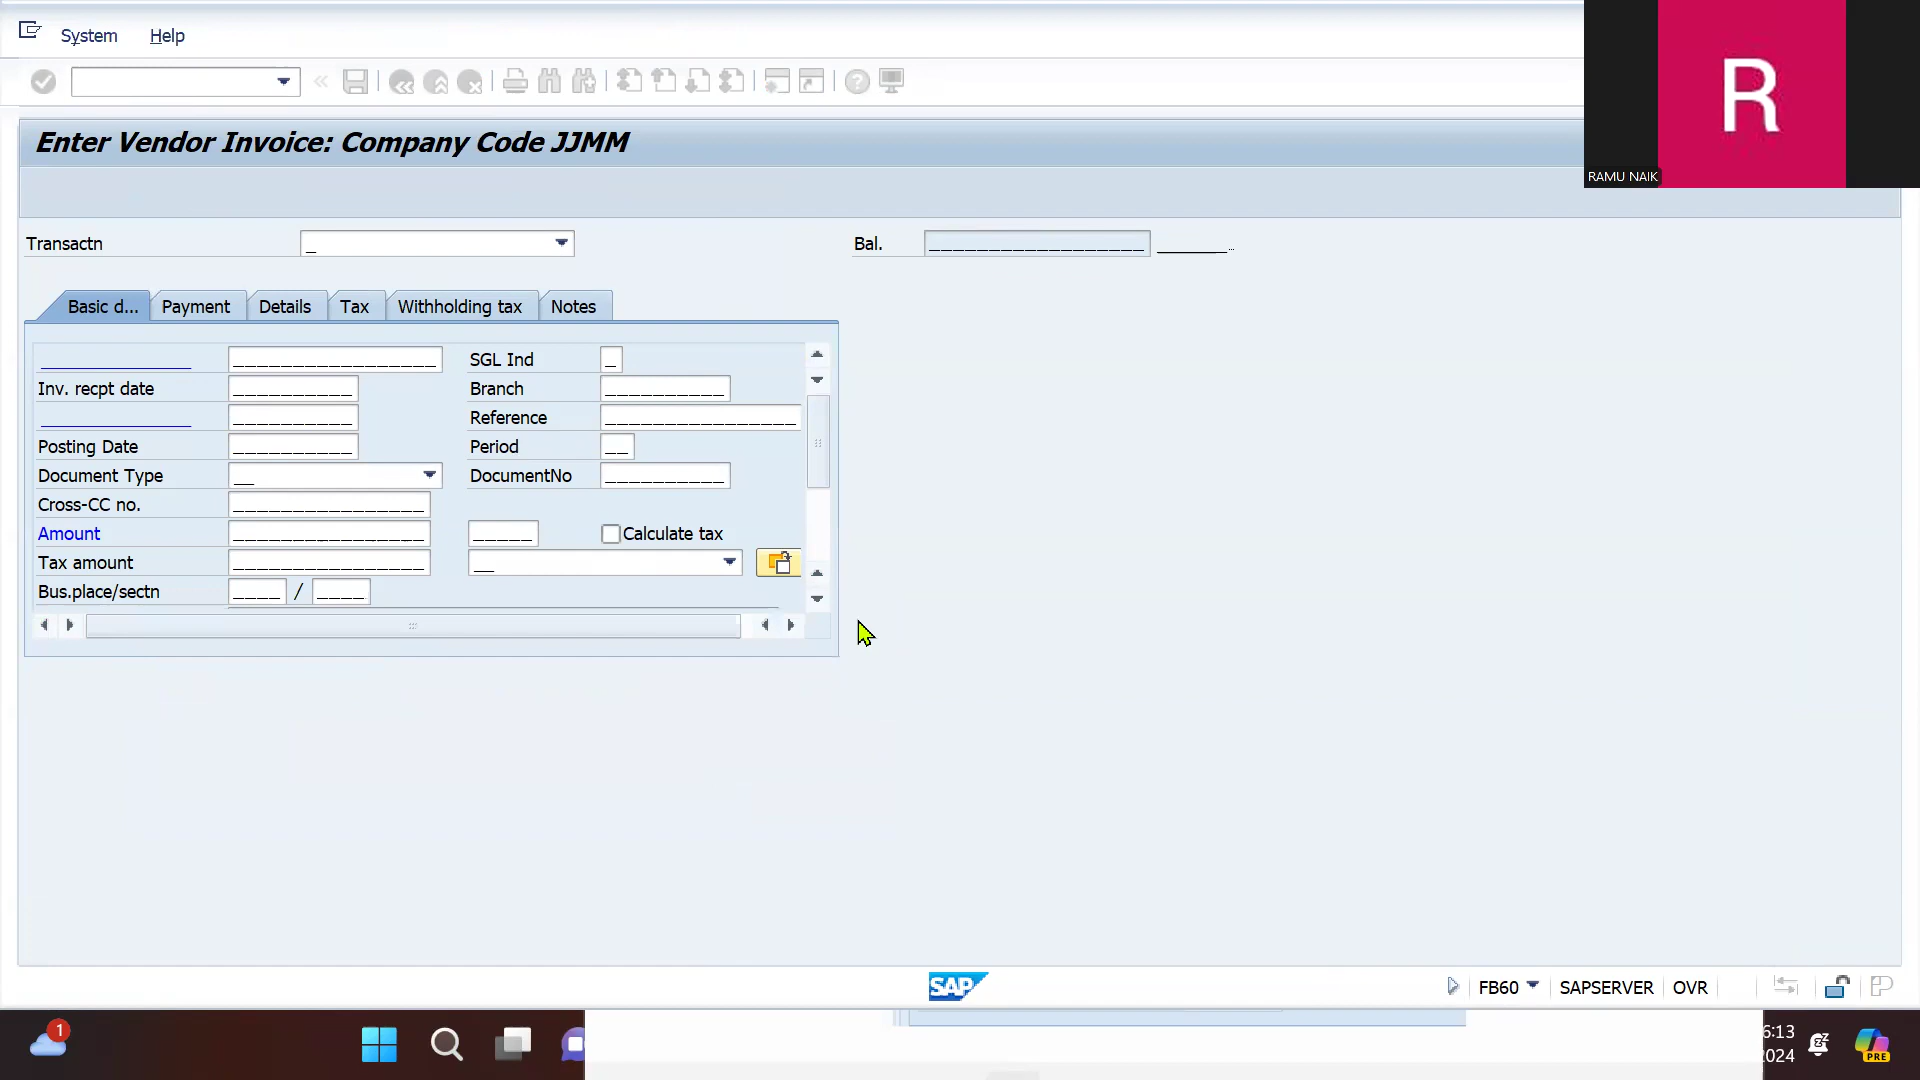 System Help
Enter Vendor Invoice: Company Code JJMM
R
RAMU NAIK
Transactn
Bal.
Basic d... Payment Details Tax Withholding tax Notes
SGL Ind
Inv. recpt date
Branch
Reference
Posting Date
Period
Document Type
DocumentNo
Cross-CC no.
Amount
Calculate tax
Tax amount
Bus.place/sectn /
SAP
FB60 SAPSERVER OVR
1
6:13
2024
PRE